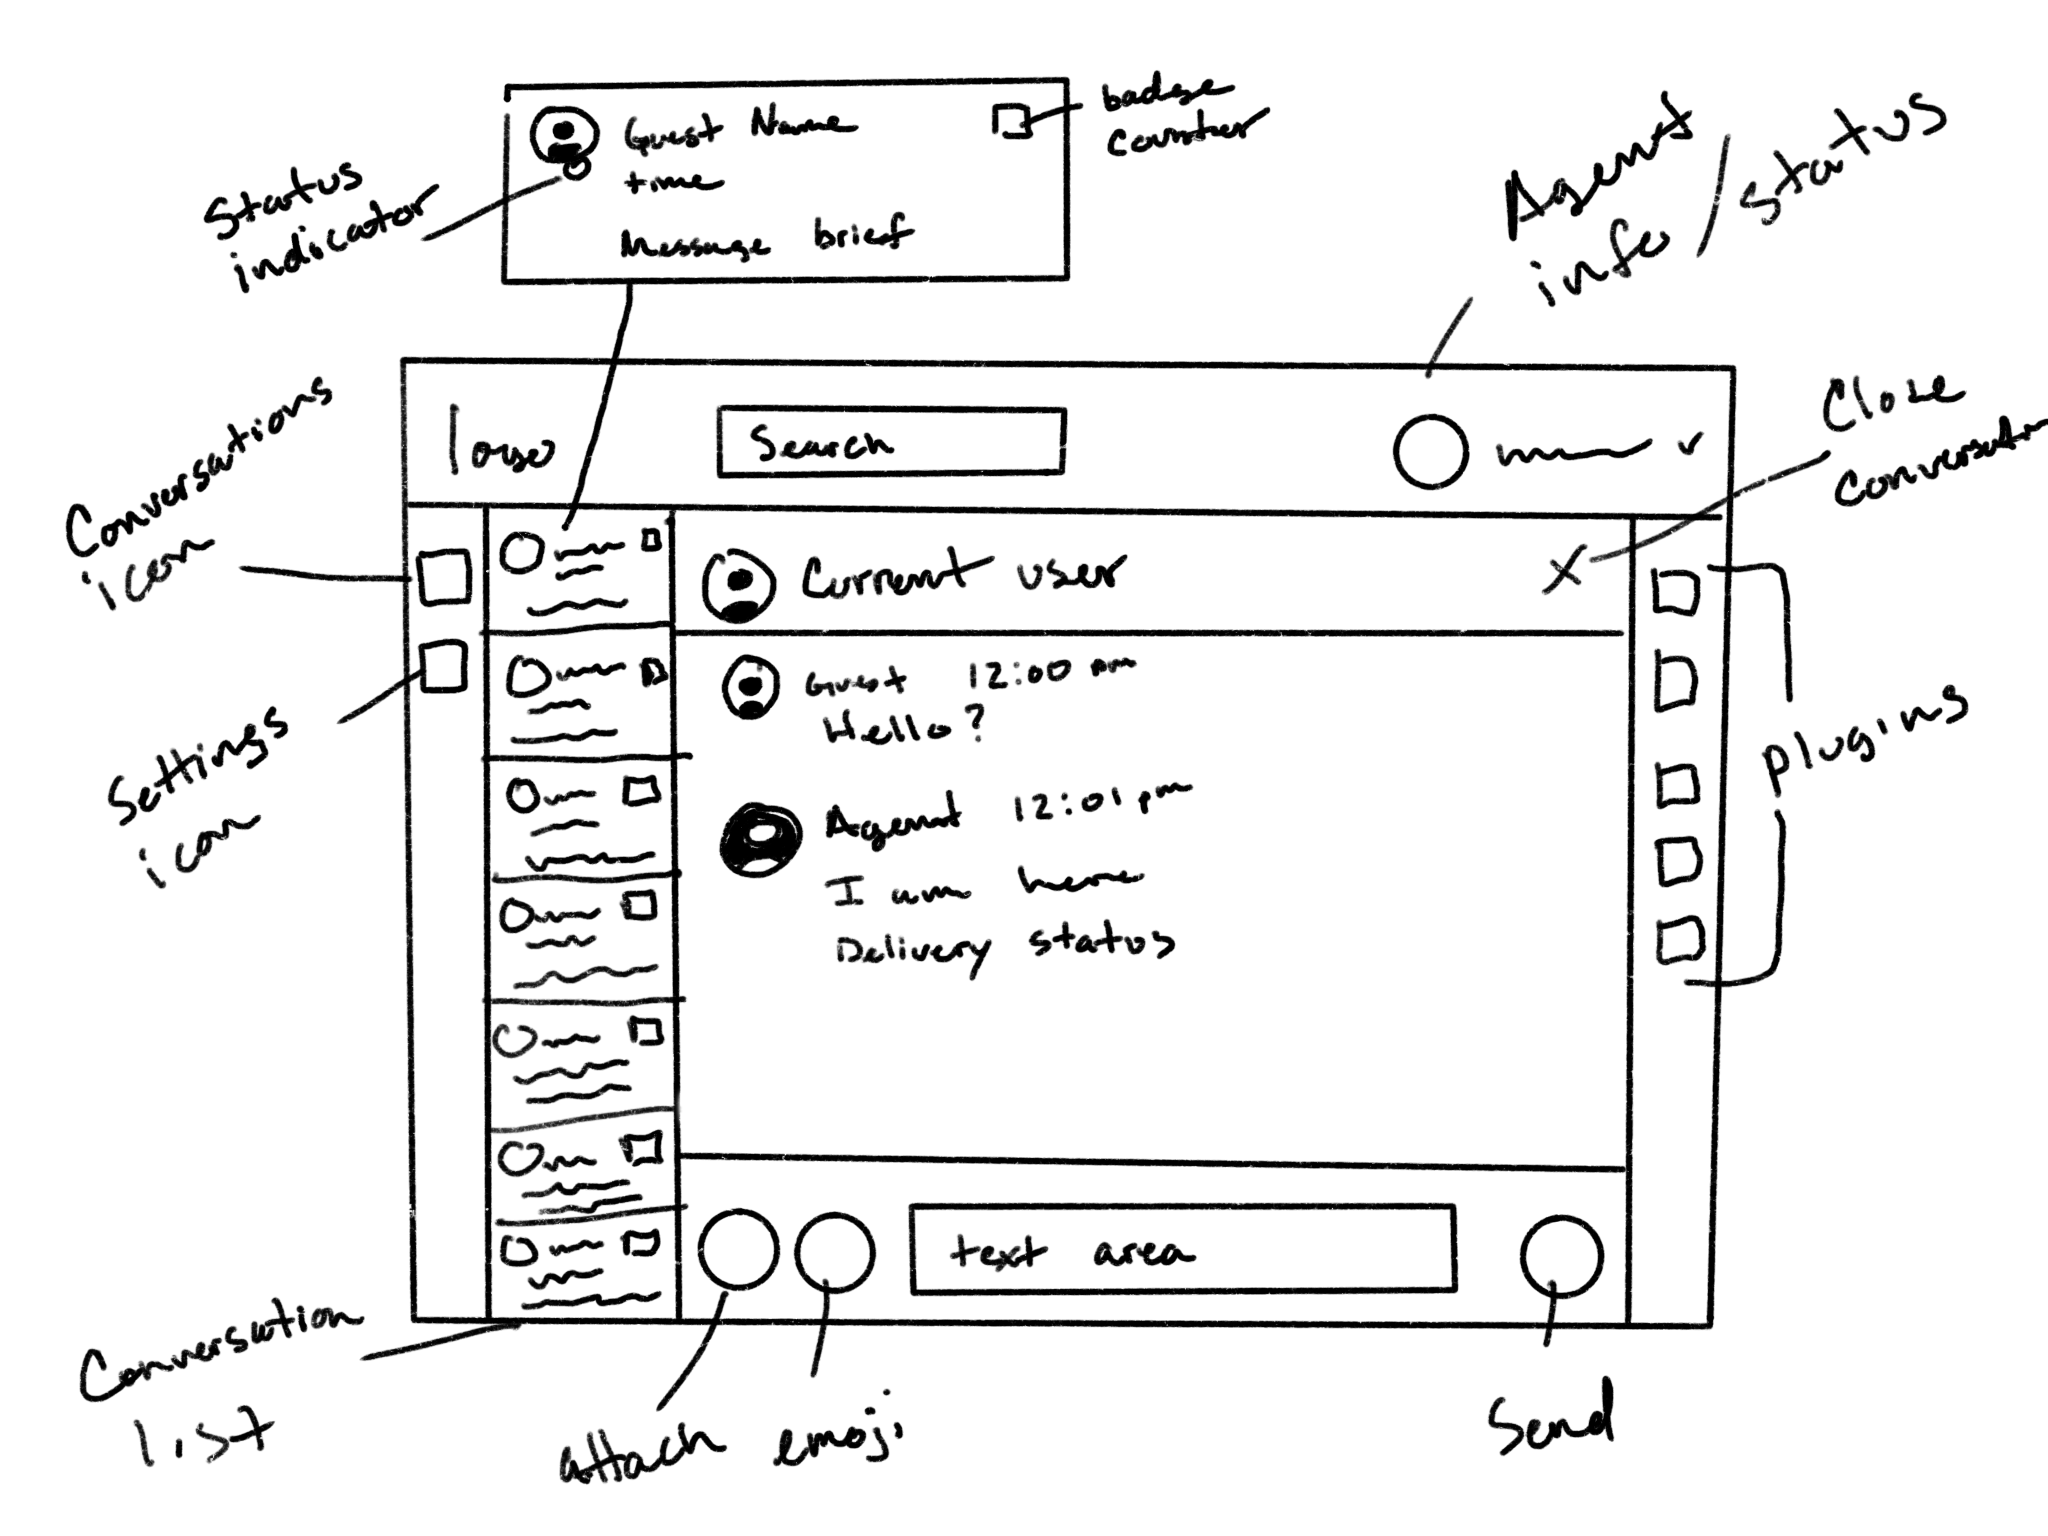 Guest Name
time
Message brief
badge
counter
Status
indicator
Agent
info / status
logo
Search
Close
conversation
Conversations
icon
Current user
Guest 12:00 pm
Hello?
Settings
icon
Agent 12:01 pm
I am here
Delivery status
plugins
text area
Conversation
list
attach
emoji
Send